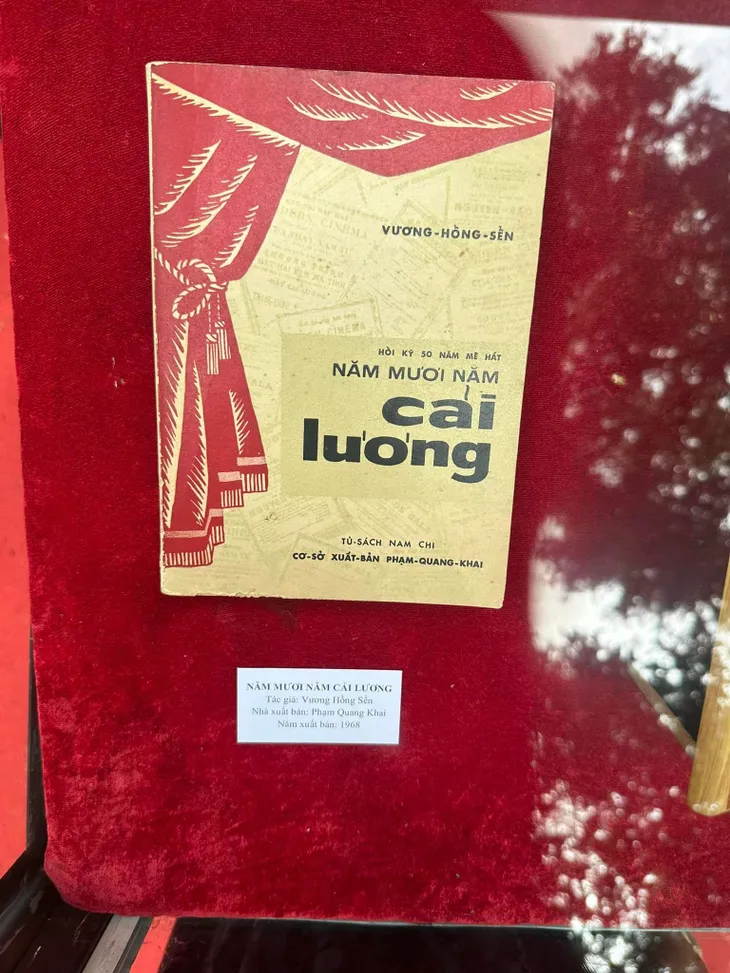 VƯƠNG-HỒNG-SỂN
HỒI KÝ 50 NĂM MÊ HÁT
NĂM MƯƠI NĂM
cải
lương
TỦ-SÁCH NAM CHI
CƠ-SỞ XUẤT-BẢN PHẠM-QUANG-KHAI
NĂM MƯƠI NĂM CẢI LƯƠNG
Tác giả: Vương Hồng Sển
Nhà xuất bản: Phạm Quang Khai
Năm xuất bản: 1968